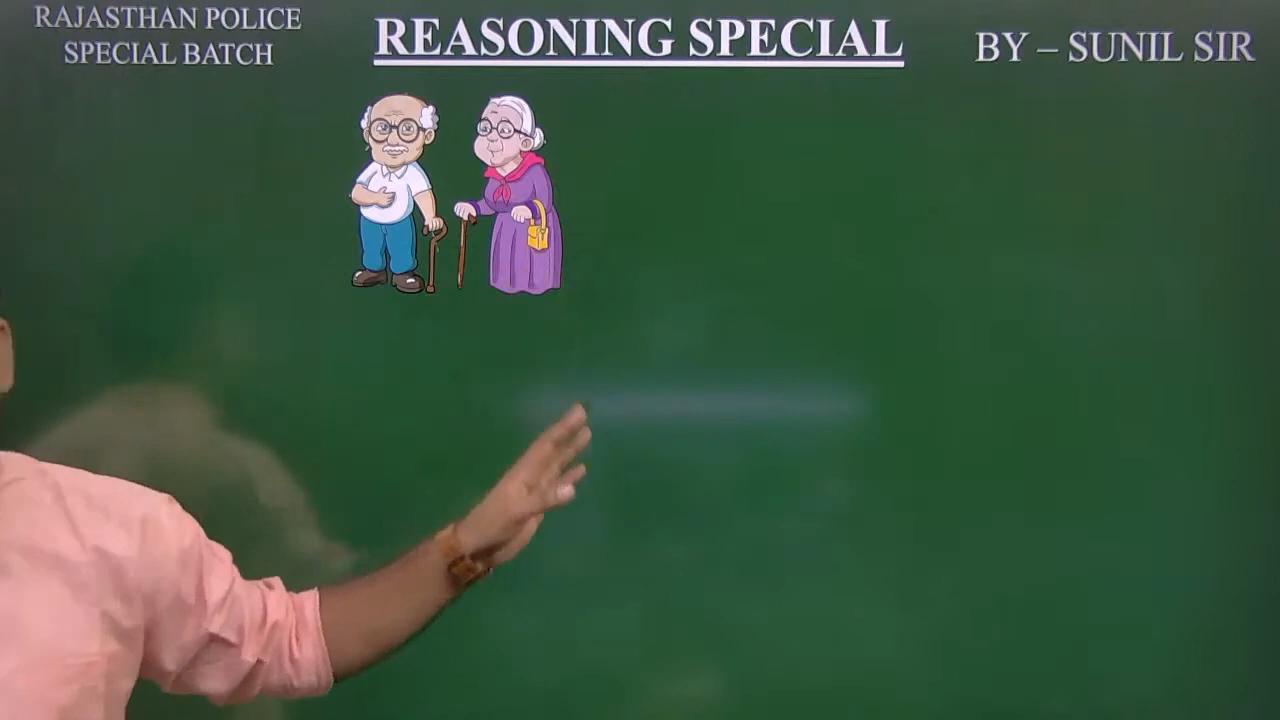 RAJASTHAN POLICE
SPECIAL BATCH
REASONING SPECIAL
BY – SUNIL SIR